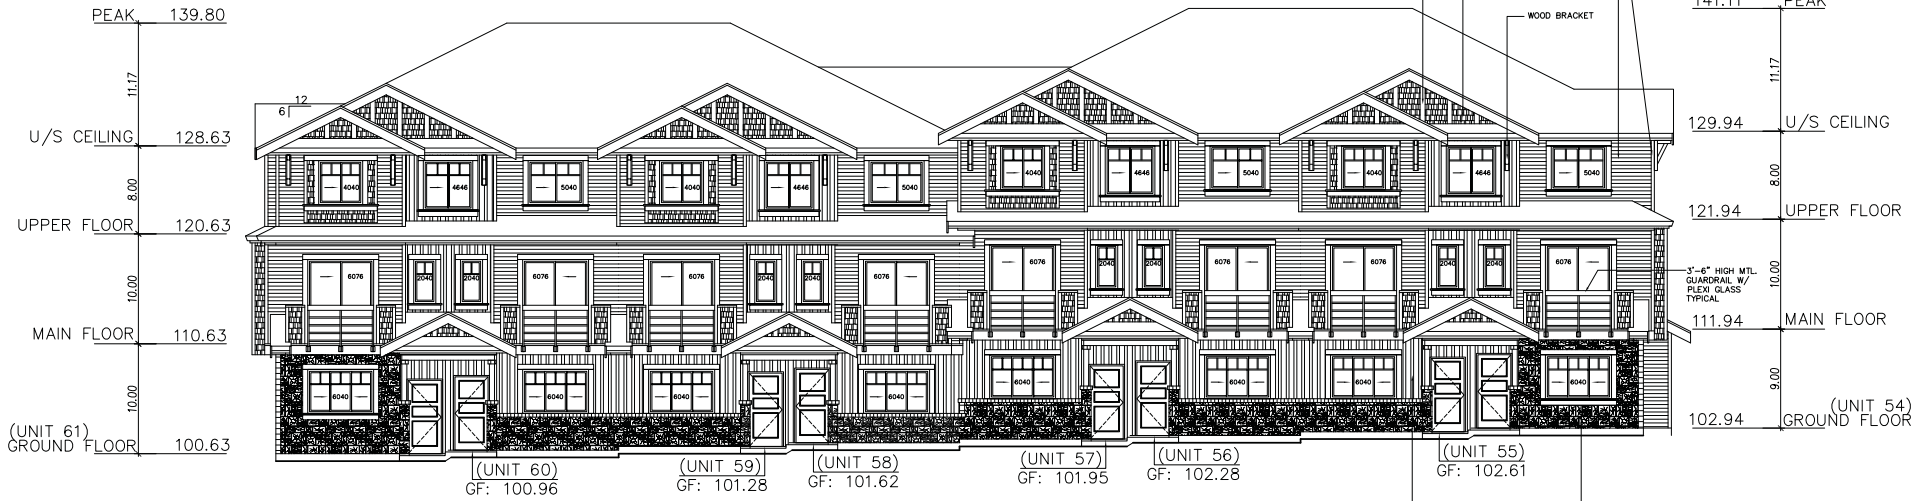 PEAK 139.80
11.17
12
6
U/S CEILING 128.63
8.00
UPPER FLOOR 120.63
10.00
MAIN FLOOR 110.63
10.00
(UNIT 61)
GROUND FLOOR 100.63
WOOD BRACKET
141.11 PEAK
11.17
129.94 U/S CEILING
8.00
121.94 UPPER FLOOR
10.00
3'-6" HIGH MTL.
GUARDRAIL W/
PLEXI GLASS
TYPICAL
111.94 MAIN FLOOR
9.00
(UNIT 54)
102.94 GROUND FLOOR
4040 4646 5040 4040 4646 5040 4040 4646 5040 4040 4646 5040
6076 2040 2040 6076 6076 2040 2040 6076 6076 2040 2040 6076 6076 2040 2040 6076
6040 6040 6040 6040 6040 6040 6040 6040
(UNIT 60)
GF: 100.96
(UNIT 59)
GF: 101.28
(UNIT 58)
GF: 101.62
(UNIT 57)
GF: 101.95
(UNIT 56)
GF: 102.28
(UNIT 55)
GF: 102.61